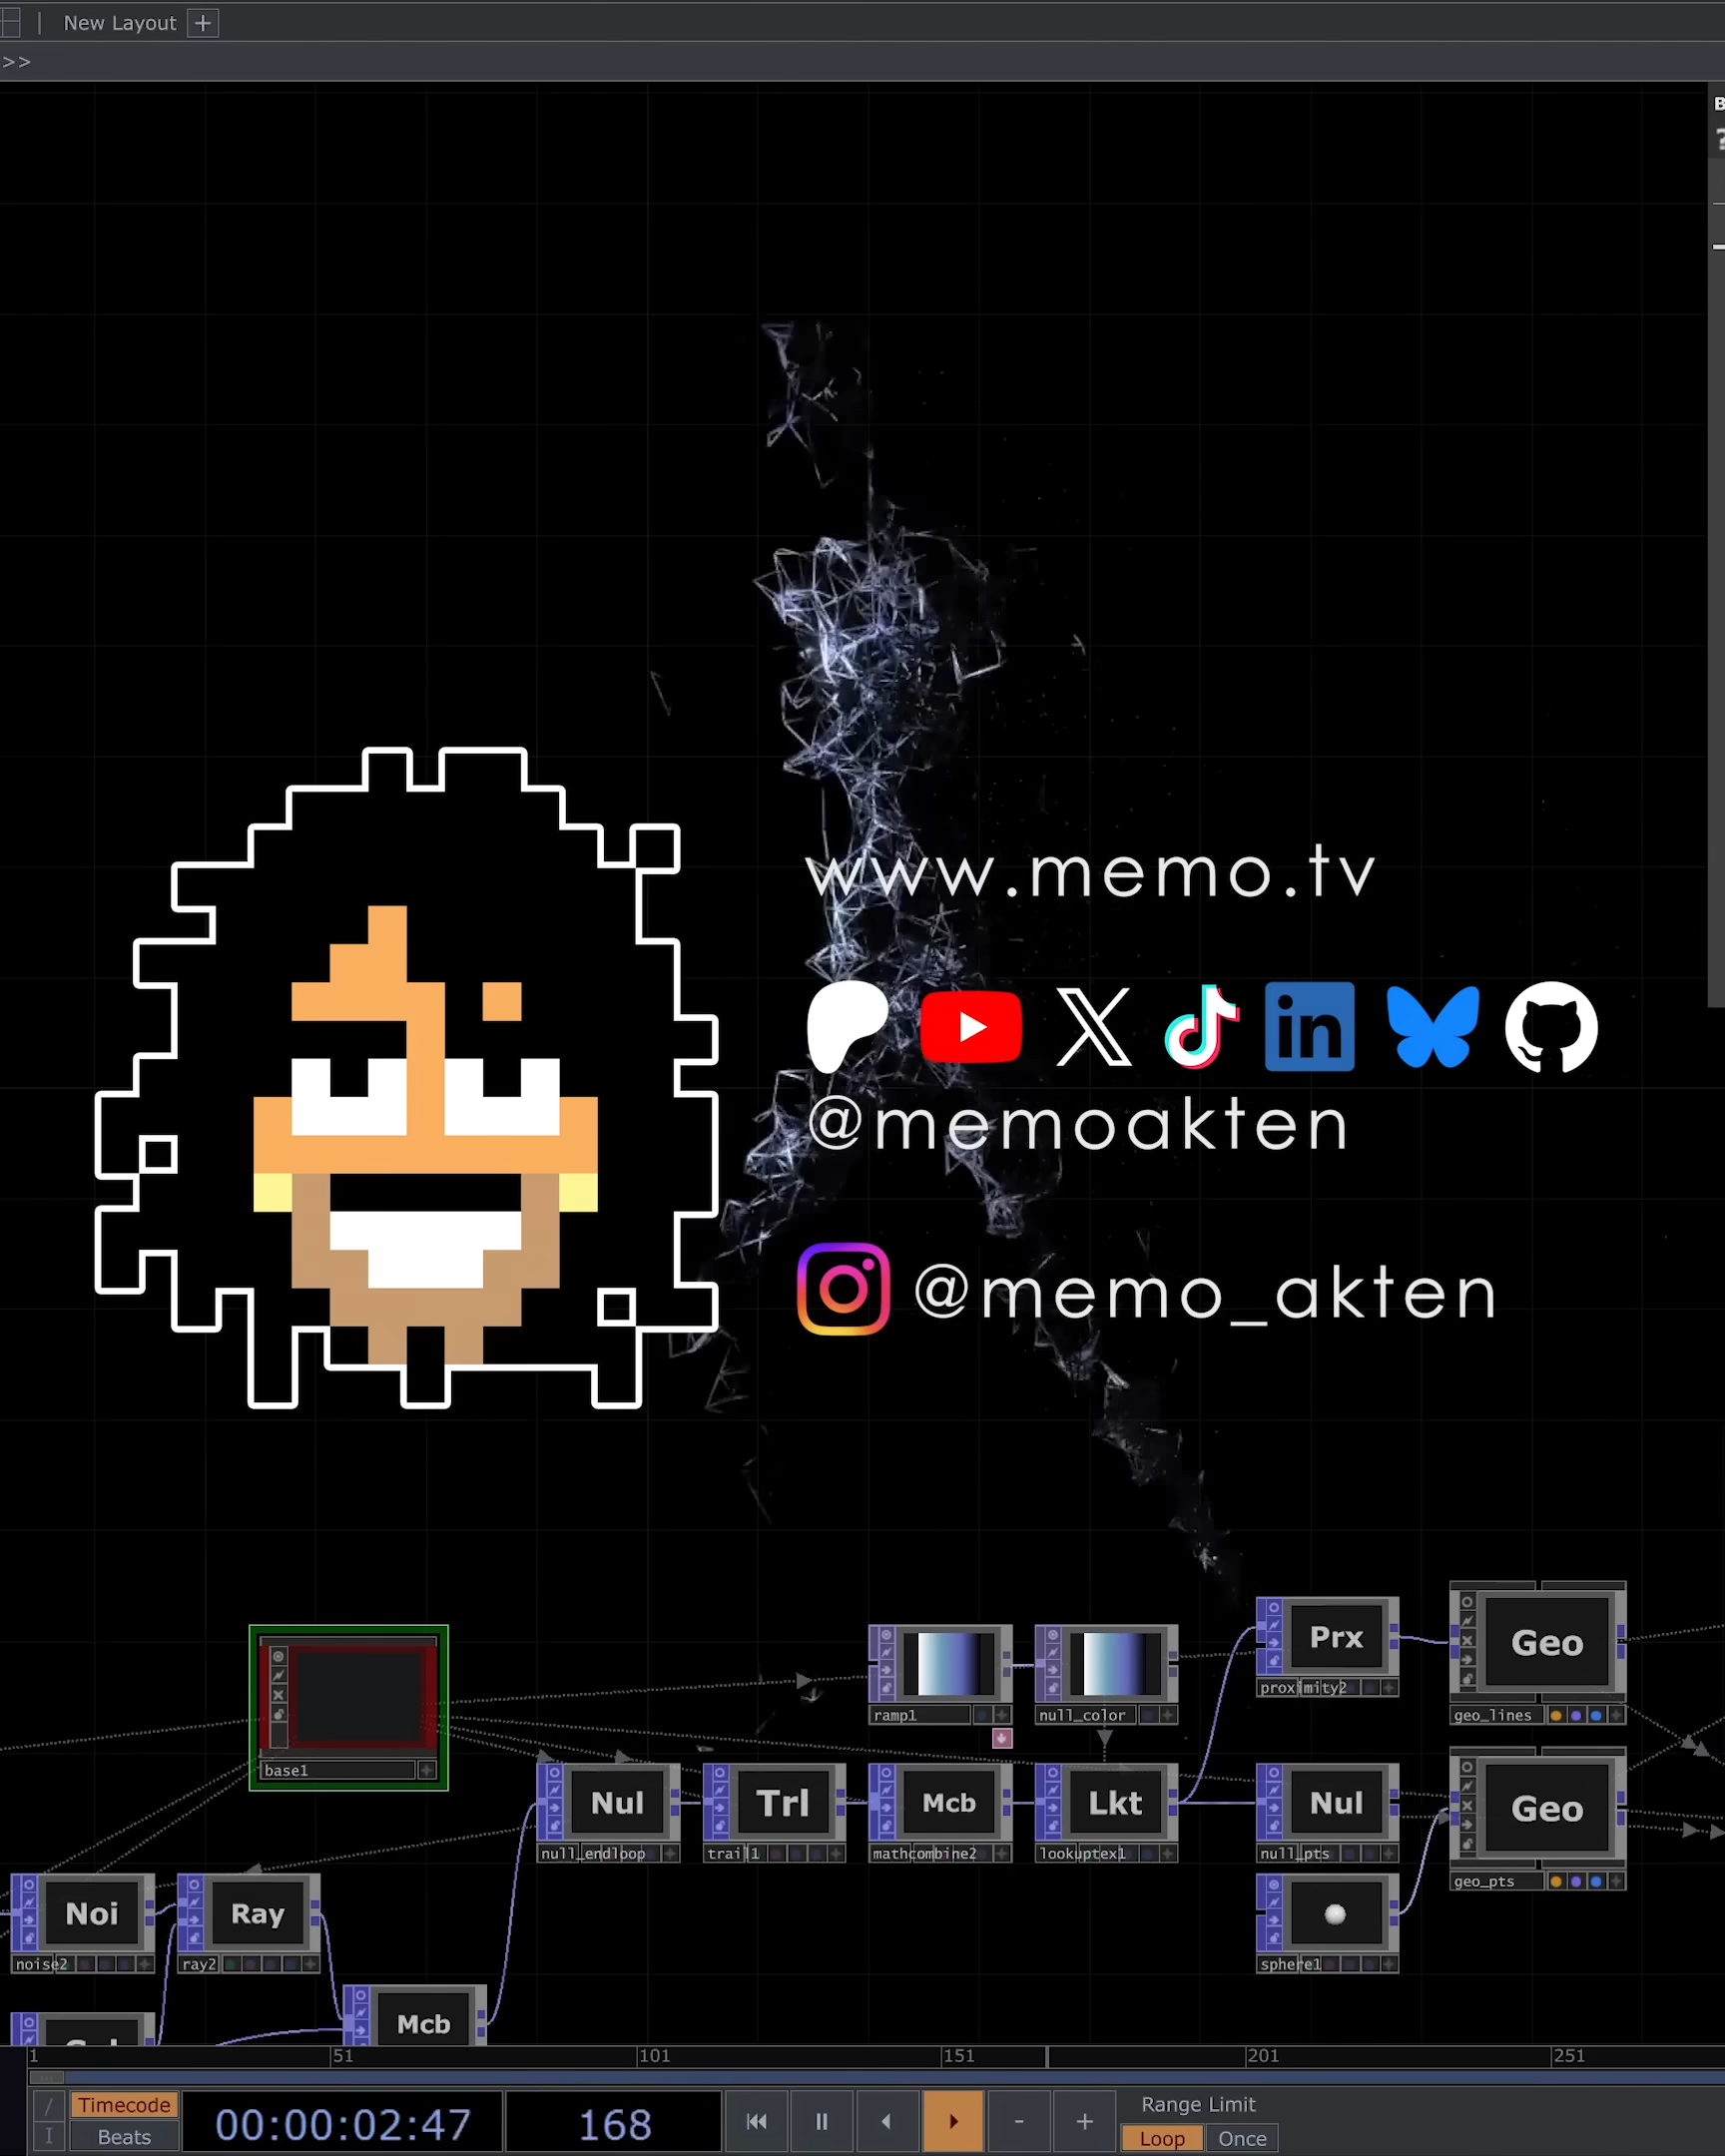 New Layout +
>>
B
?
www.memo.tv
in
@memoakten
@memo_akten
Prx
proximity2
Geo
geo_lines
ramp1
null_color
base1
Nul
null_endloop
Trl
trail1
Mcb
mathcombine2
Lkt
lookuptex1
Nul
null_pts
Geo
geo_pts
Noi
noise2
Ray
ray2
sphere1
Mcb
1 51 101 151 201 251
/ Timecode 00:00:02:47 168 - + Range Limit
I Beats Loop Once